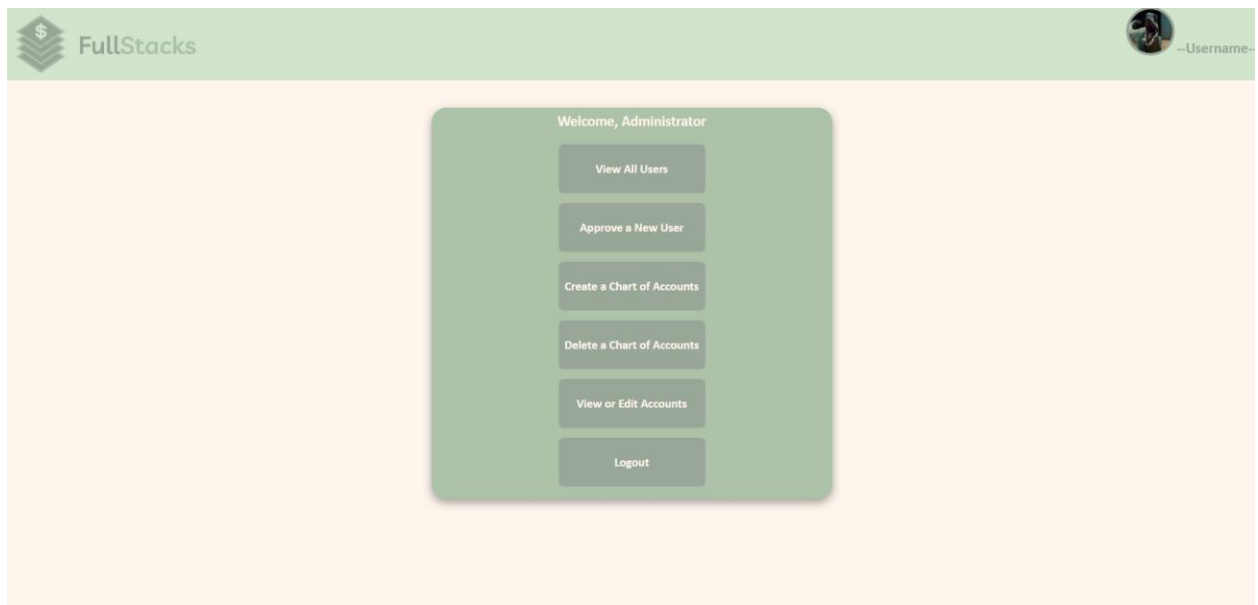 $
FullStacks
--Username--
Welcome, Administrator
View All Users
Approve a New User
Create a Chart of Accounts
Delete a Chart of Accounts
View or Edit Accounts
Logout